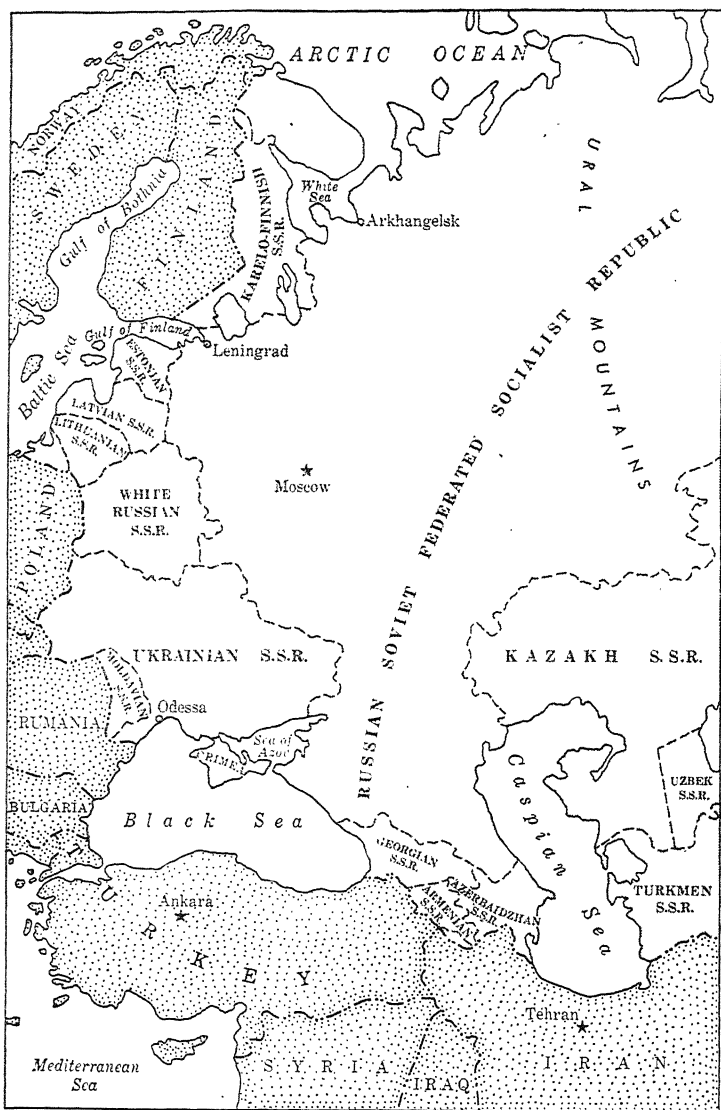 ARCTIC OCEAN
NORWAY
SWEDEN
FINLAND
Gulf of Bothnia
White
Sea
Arkhangelsk
KARELO-FINNISH
S.S.R.
URAL
MOUNTAINS
RUSSIAN SOVIET FEDERATED SOCIALIST REPUBLIC
Gulf of Finland
Leningrad
Baltic Sea
ESTONIAN
S.S.R.
LATVIAN S.S.R.
LITHUANIAN
S.S.R.
Moscow
WHITE
RUSSIAN
S.S.R.
POLAND
UKRAINIAN S.S.R.
KAZAKH S.S.R.
MOLDAVIAN
S.S.R.
Odessa
RUMANIA
Sea of
Azov
CRIMEA
Caspian Sea
UZBEK
S.S.R.
BULGARIA
Black Sea
GEORGIAN
S.S.R.
AZERBAIDZHAN
S.S.R.
ARMENIAN
S.S.R.
TURKMEN
S.S.R.
Ankara
TURKEY
Tehran
Mediterranean
Sea
SYRIA
IRAQ
IRAN